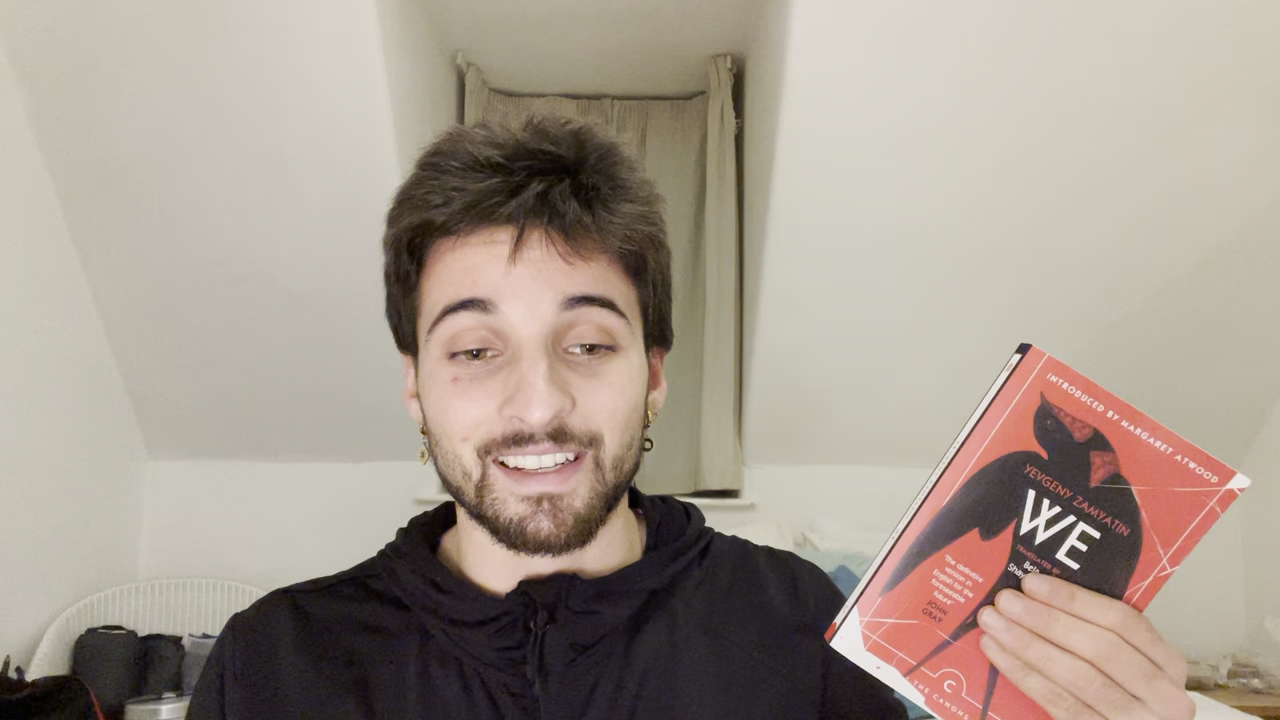 INTRODUCED BY MARGARET ATWOOD
YEVGENY ZAMYATIN
WE
TRANSLATED BY
'The definitive
version in
English for the
foreseeable
future'
JOHN
GRAY
C
THE CANONS